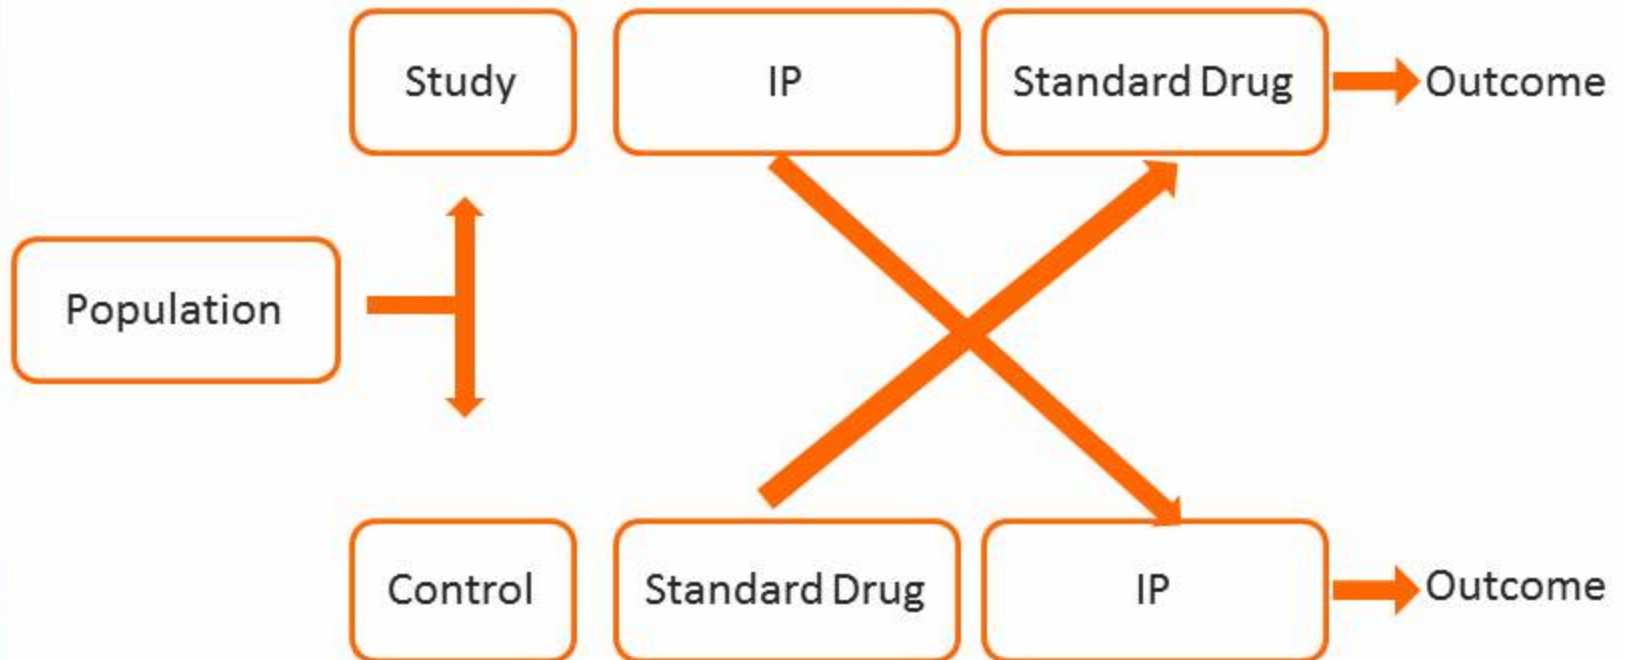 Study
IP
Standard Drug
Outcome
Population
Control
Standard Drug
IP
Outcome